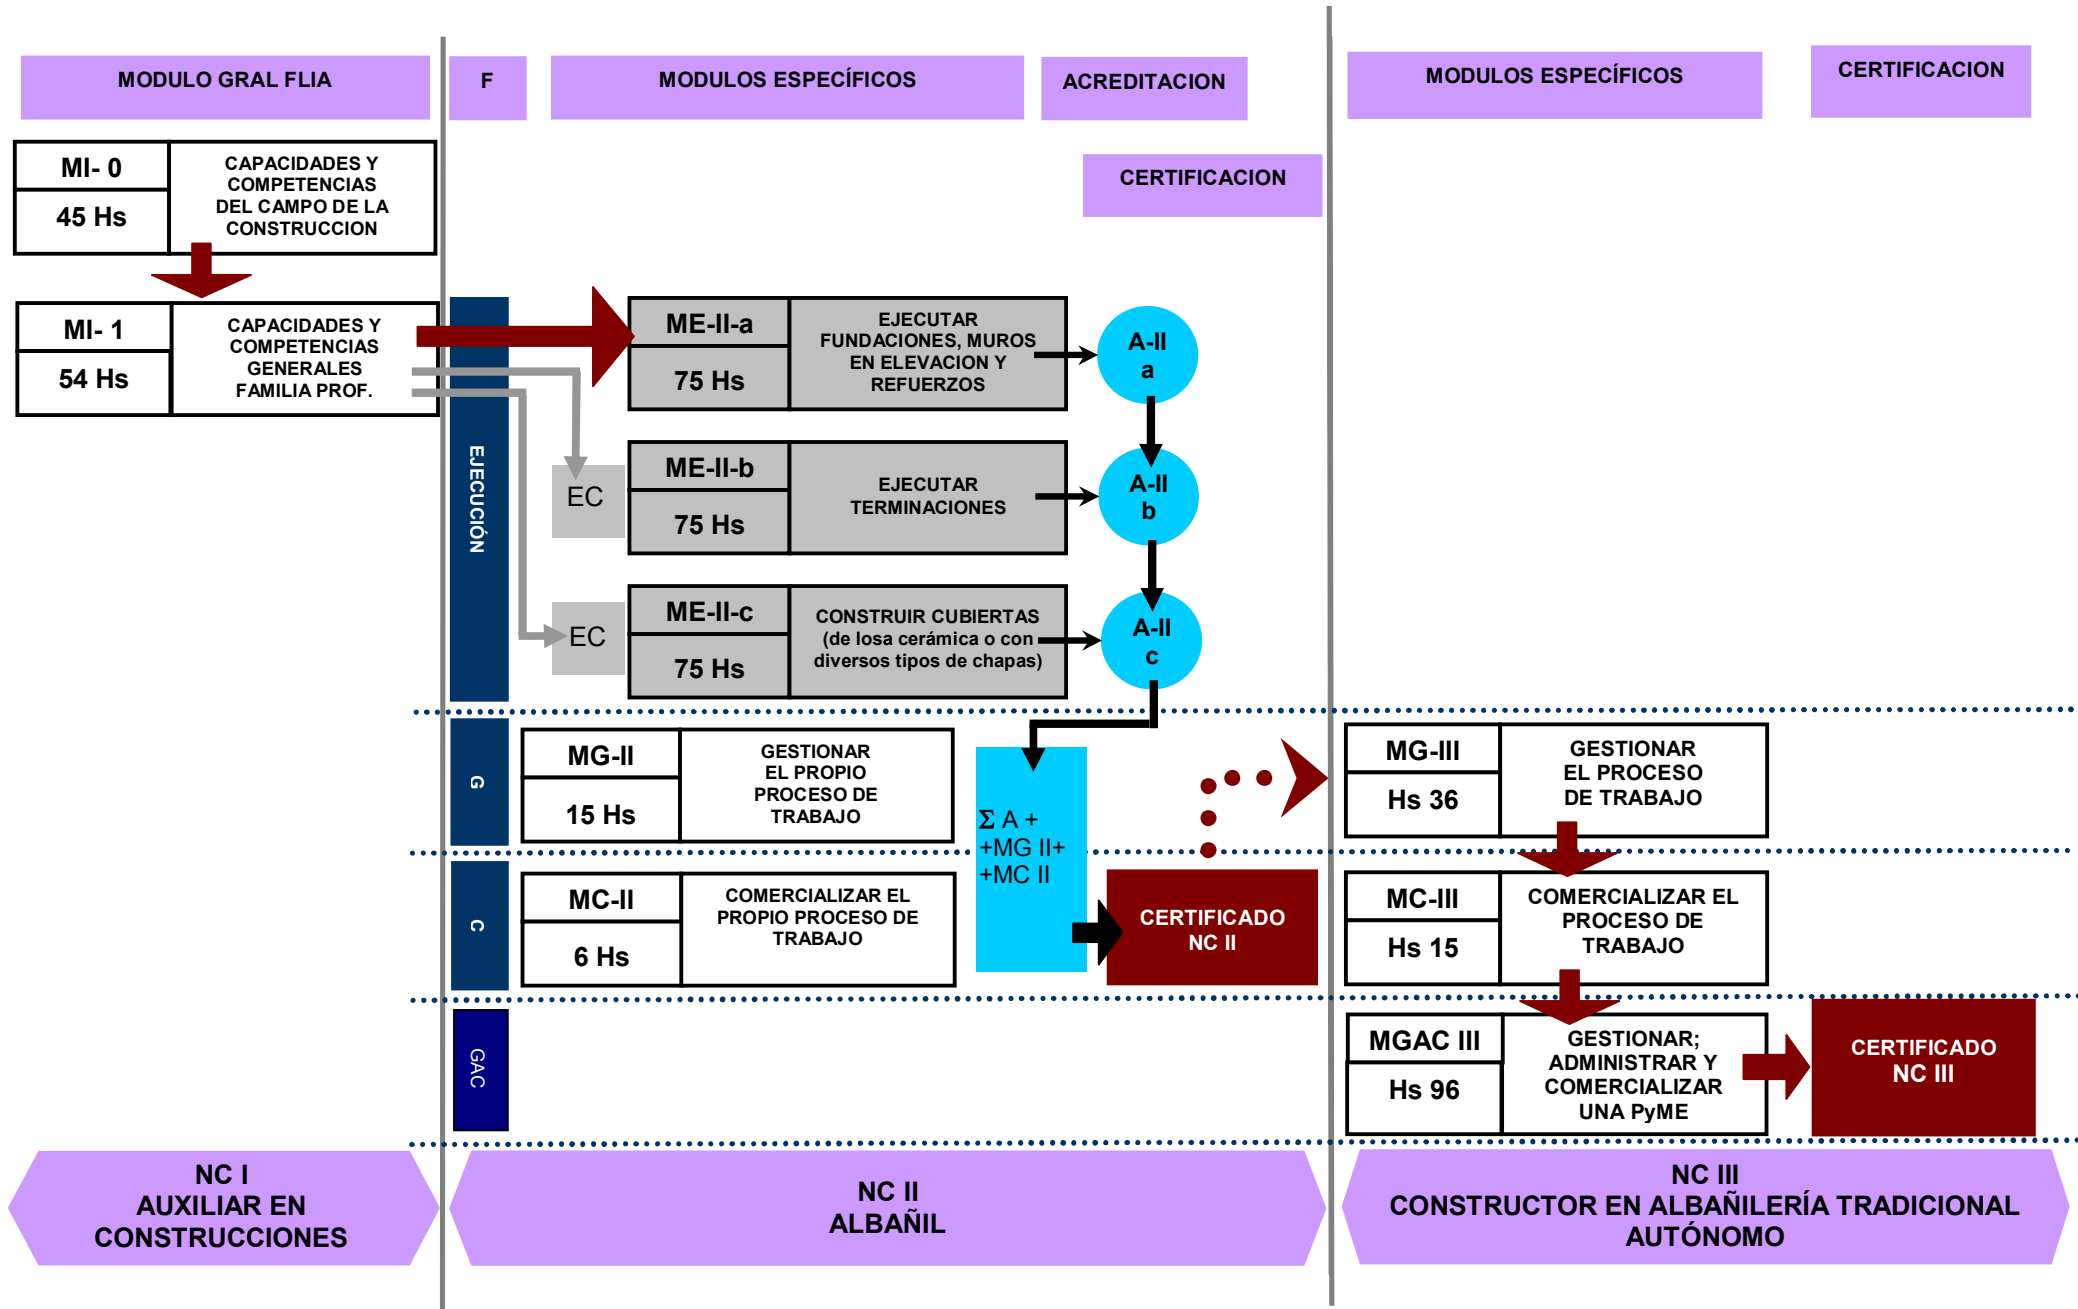 MODULO GRAL FLIA
F
MODULOS ESPECÍFICOS
ACREDITACION
MODULOS ESPECÍFICOS
CERTIFICACION
CERTIFICACION
MI- 0
45 Hs
CAPACIDADES Y
COMPETENCIAS
DEL CAMPO DE LA
CONSTRUCCION
MI- 1
54 Hs
CAPACIDADES Y
COMPETENCIAS
GENERALES
FAMILIA PROF.
EJECUCIÓN
ME-II-a
75 Hs
EJECUTAR
FUNDACIONES, MUROS
EN ELEVACION Y
REFUERZOS
A-II
a
EC
ME-II-b
75 Hs
EJECUTAR
TERMINACIONES
A-II
b
EC
ME-II-c
75 Hs
CONSTRUIR CUBIERTAS
(de losa cerámica o con
diversos tipos de chapas)
A-II
c
G
MG-II
15 Hs
GESTIONAR
EL PROPIO
PROCESO DE
TRABAJO
Σ A +
+MG II+
+MC II
MG-III
Hs 36
GESTIONAR
EL PROCESO
DE TRABAJO
C
MC-II
6 Hs
COMERCIALIZAR EL
PROPIO PROCESO DE
TRABAJO
CERTIFICADO
NC II
MC-III
Hs 15
COMERCIALIZAR EL
PROCESO DE
TRABAJO
GAC
MGAC III
Hs 96
GESTIONAR;
ADMINISTRAR Y
COMERCIALIZAR
UNA PyME
CERTIFICADO
NC III
NC I
AUXILIAR EN
CONSTRUCCIONES
NC II
ALBAÑIL
NC III
CONSTRUCTOR EN ALBAÑILERÍA TRADICIONAL
AUTÓNOMO